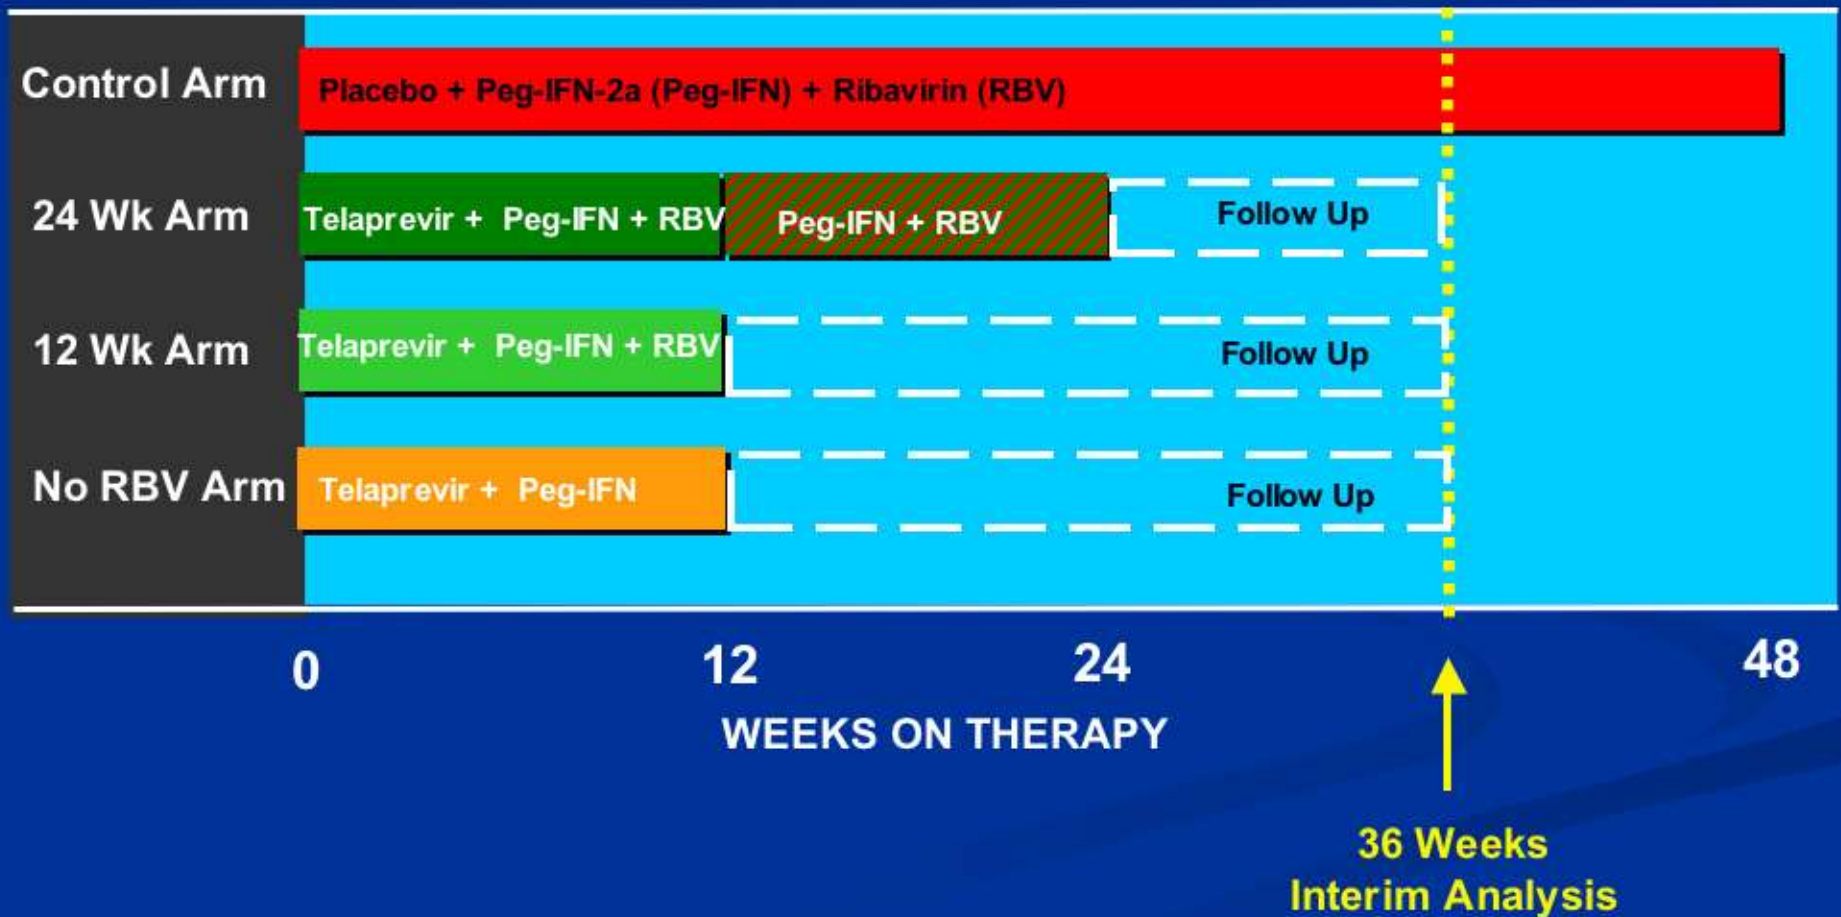 Control Arm
Placebo + Peg-IFN-2a (Peg-IFN) + Ribavirin (RBV)
24 Wk Arm
Telaprevir + Peg-IFN + RBV
Peg-IFN + RBV
Follow Up
12 Wk Arm
Telaprevir + Peg-IFN + RBV
Follow Up
No RBV Arm
Telaprevir + Peg-IFN
Follow Up
0
12
24
48
WEEKS ON THERAPY
36 Weeks
Interim Analysis